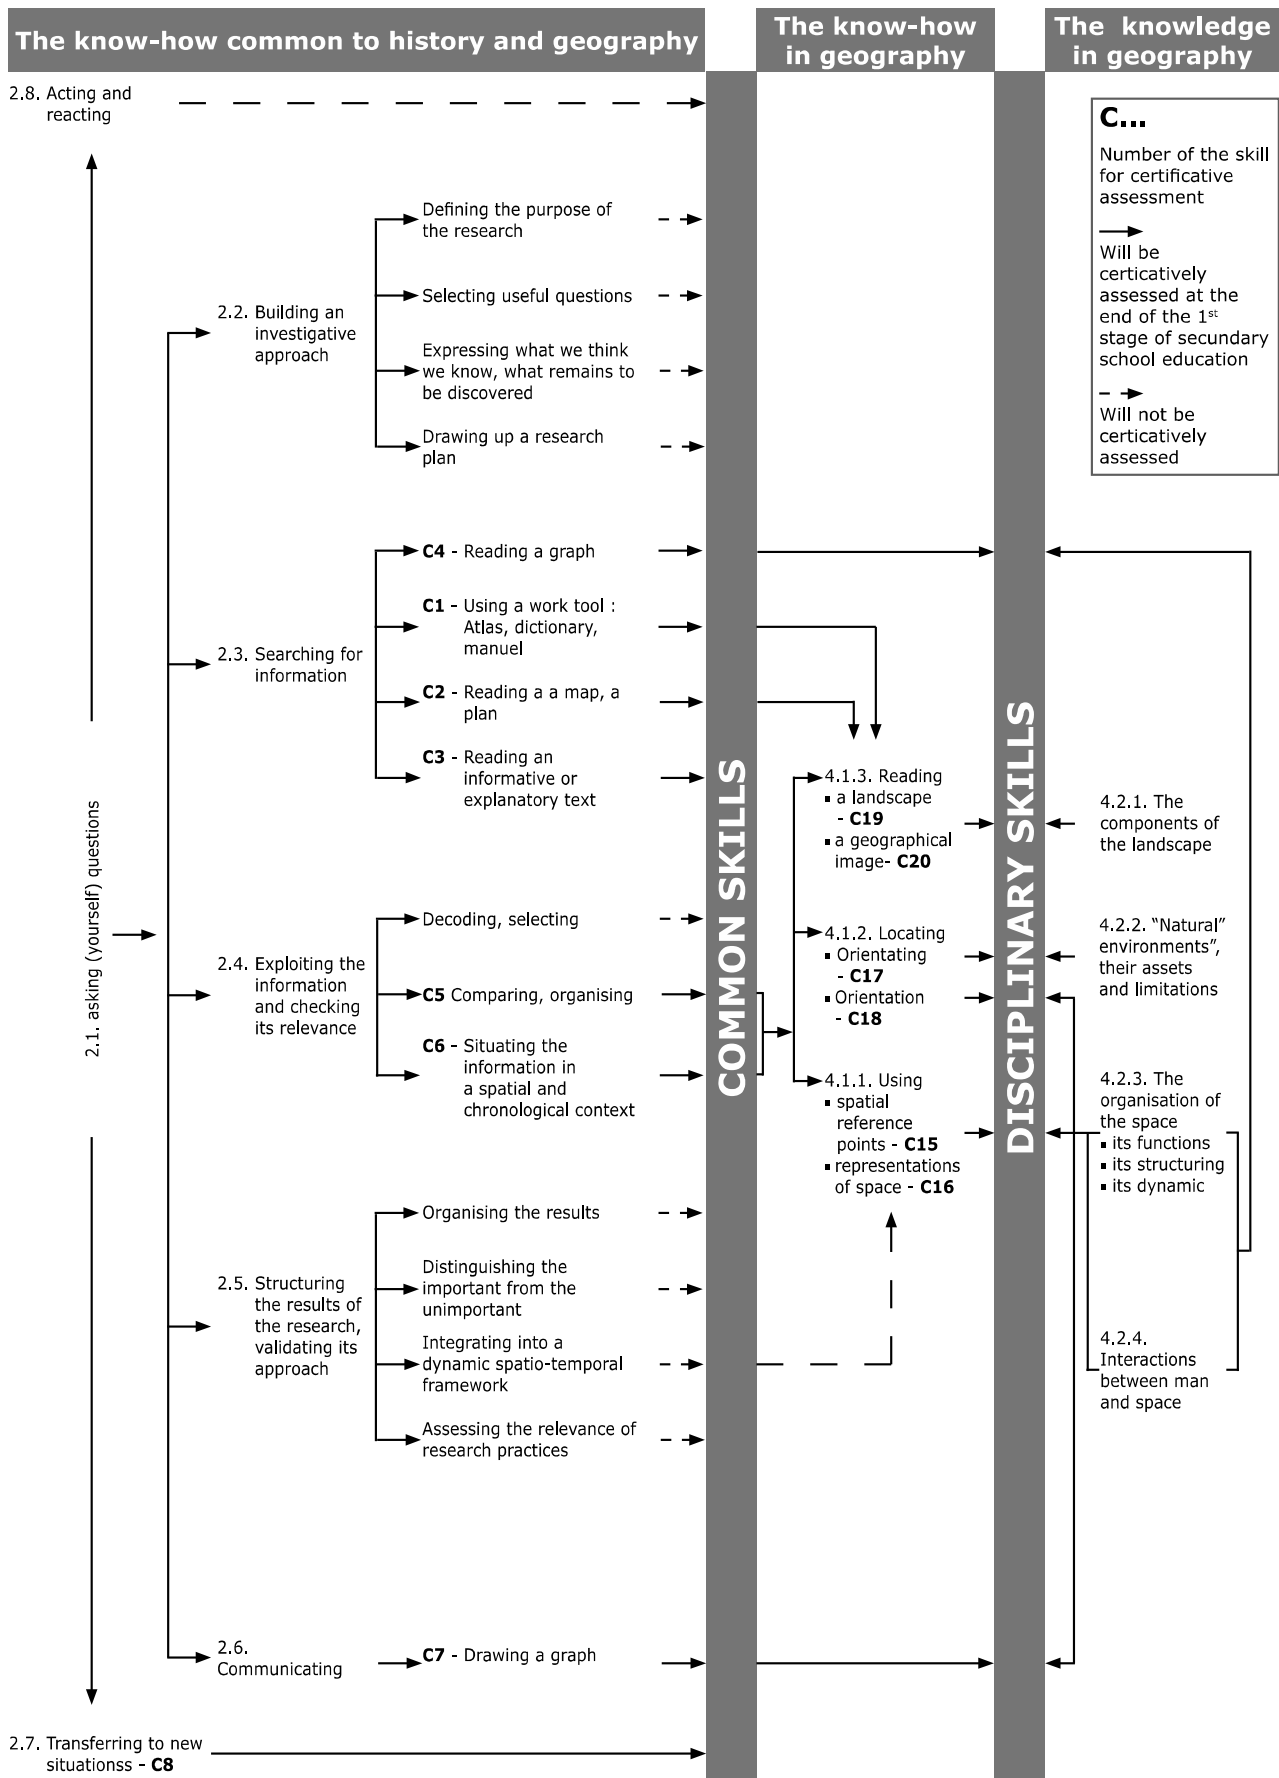 The know-how common to history and geography
The know-how
in geography
The knowledge
in geography
2.8. Acting and
reacting
C...
Number of the skill
for certificative
assessment
Will be
certicatively
assessed at the
end of the 1st
stage of secundary
school education
Will not be
certicatively
assessed
2.1. asking (yourself) questions
2.2. Building an
investigative
approach
Defining the purpose of
the research
Selecting useful questions
Expressing what we think
we know, what remains to
be discovered
Drawing up a research
plan
2.3. Searching for
information
C4 - Reading a graph
C1 - Using a work tool :
Atlas, dictionary,
manuel
C2 - Reading a a map, a
plan
C3 - Reading an
informative or
explanatory text
2.4. Exploiting the
information
and checking
its relevance
Decoding, selecting
C5 Comparing, organising
C6 - Situating the
information in
a spatial and
chronological context
2.5. Structuring
the results of
the research,
validating its
approach
Organising the results
Distinguishing the
important from the
unimportant
Integrating into a
dynamic spatio-temporal
framework
Assessing the relevance of
research practices
2.6.
Communicating
C7 - Drawing a graph
2.7. Transferring to new
situationss - C8
COMMON SKILLS
4.1.3. Reading
▪ a landscape
- C19
▪ a geographical
image- C20
4.1.2. Locating
▪ Orientating
- C17
▪ Orientation
- C18
4.1.1. Using
▪ spatial
reference
points - C15
▪ representations
of space - C16
DISCIPLINARY SKILLS
4.2.1. The
components of
the landscape
4.2.2. “Natural”
environments”,
their assets
and limitations
4.2.3. The
organisation of
the space
▪ its functions
▪ its structuring
▪ its dynamic
4.2.4.
Interactions
between man
and space